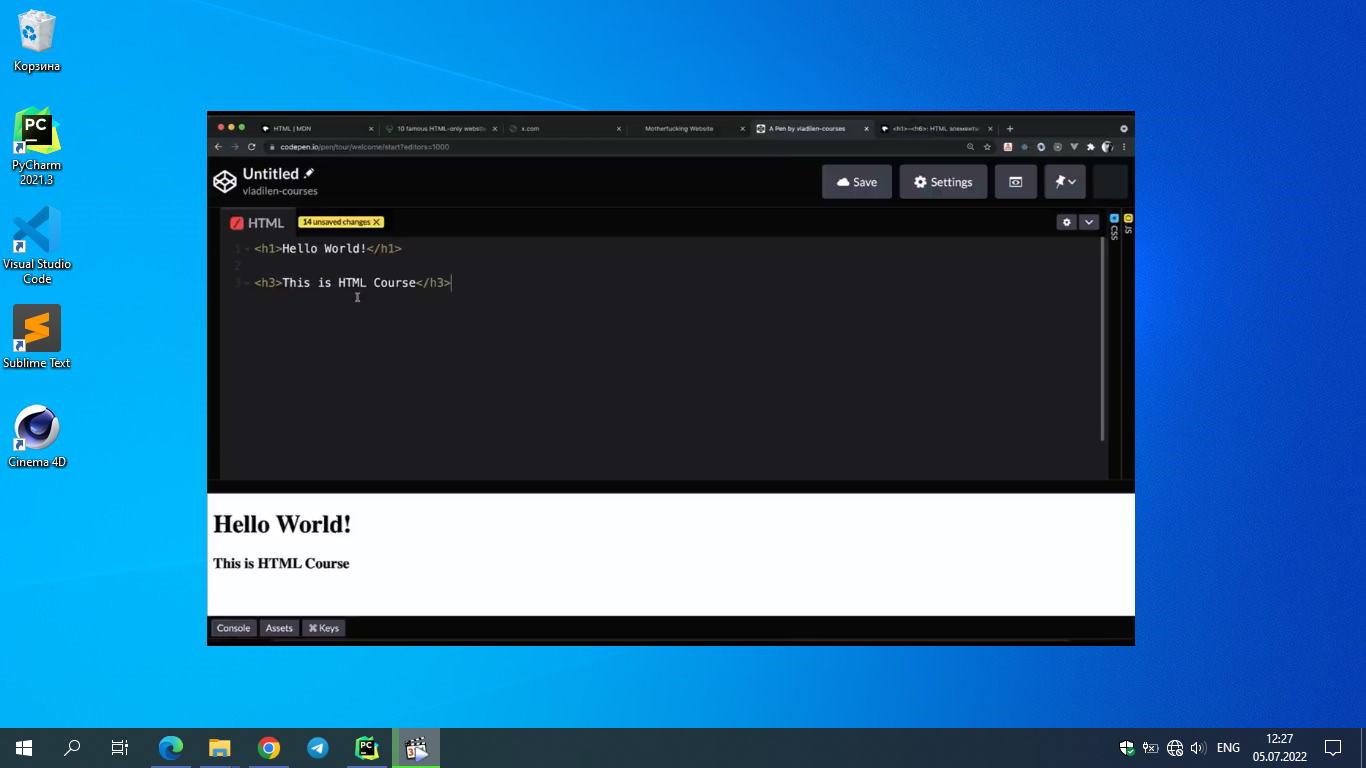 Корзина
PyCharm
2021.3
Visual Studio
Code
Sublime Text
Cinema 4D
HTML | MDN
10 famous HTML-only website
x.com
Motherfucking Website
A Pen by vladilen-courses
<h1>–<h6>: HTML элементы
codepen.io/pen/tour/welcome/start?editors=1000
Untitled
vladilen-courses
Save
Settings
HTML
14 unsaved changes X
CSS
JS
1 <h1>Hello World!</h1>
2
3 <h3>This is HTML Course</h3>
Hello World!
This is HTML Course
Console
Assets
⌘ Keys
PC
ENG
12:27
05.07.2022